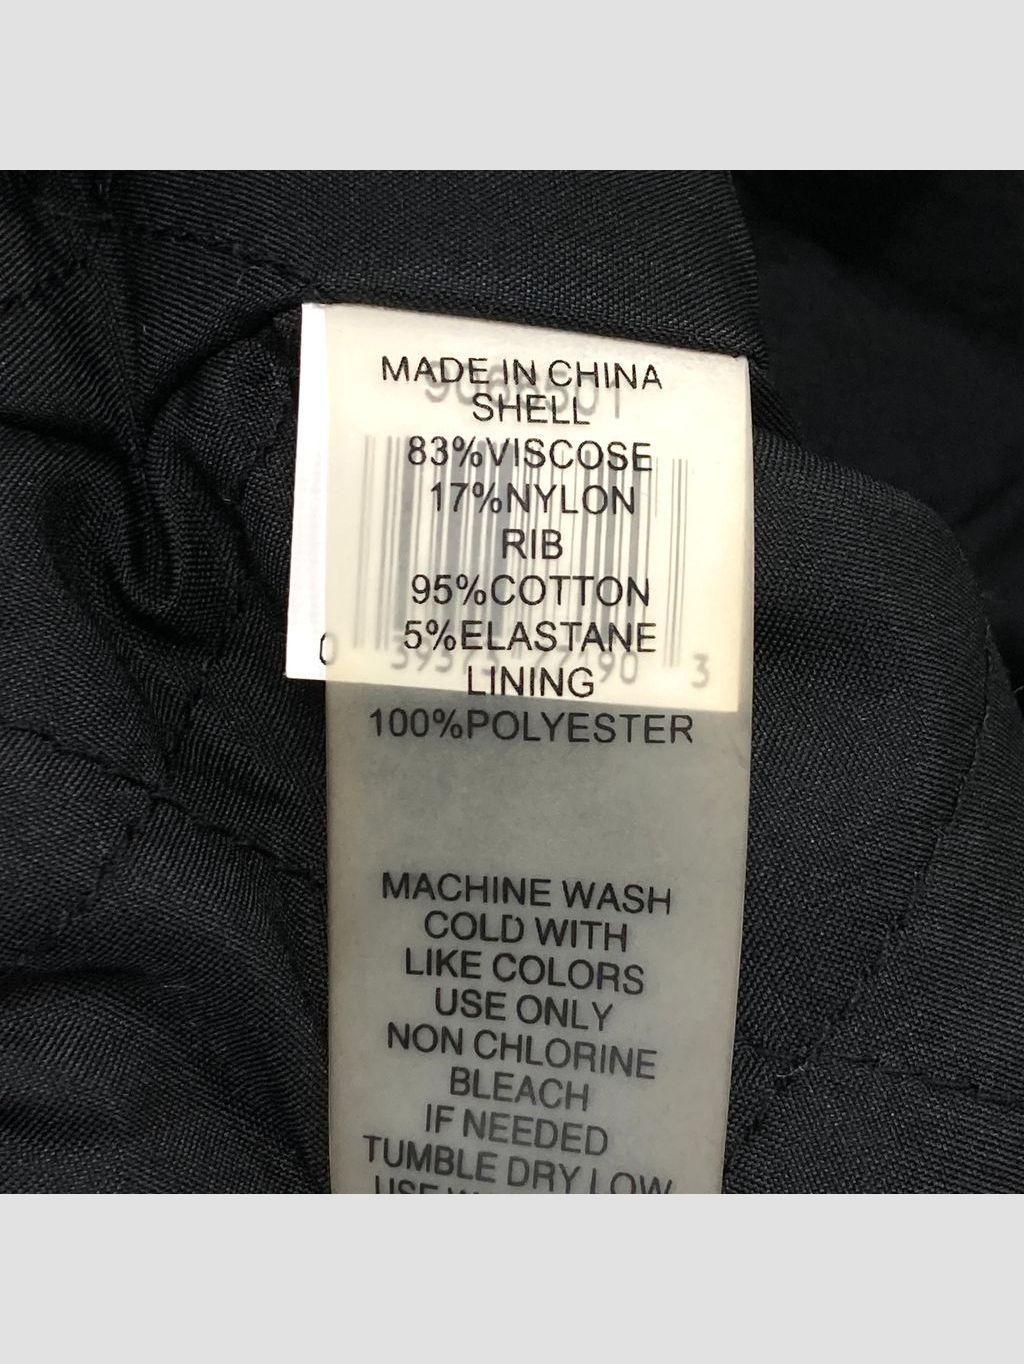 MADE IN CHINA
SHELL
83%VISCOSE
17%NYLON
RIB
95%COTTON
5%ELASTANE
LINING
100%POLYESTER
MACHINE WASH
COLD WITH
LIKE COLORS
USE ONLY
NON CHLORINE
BLEACH
IF NEEDED
TUMBLE DRY LOW
USE